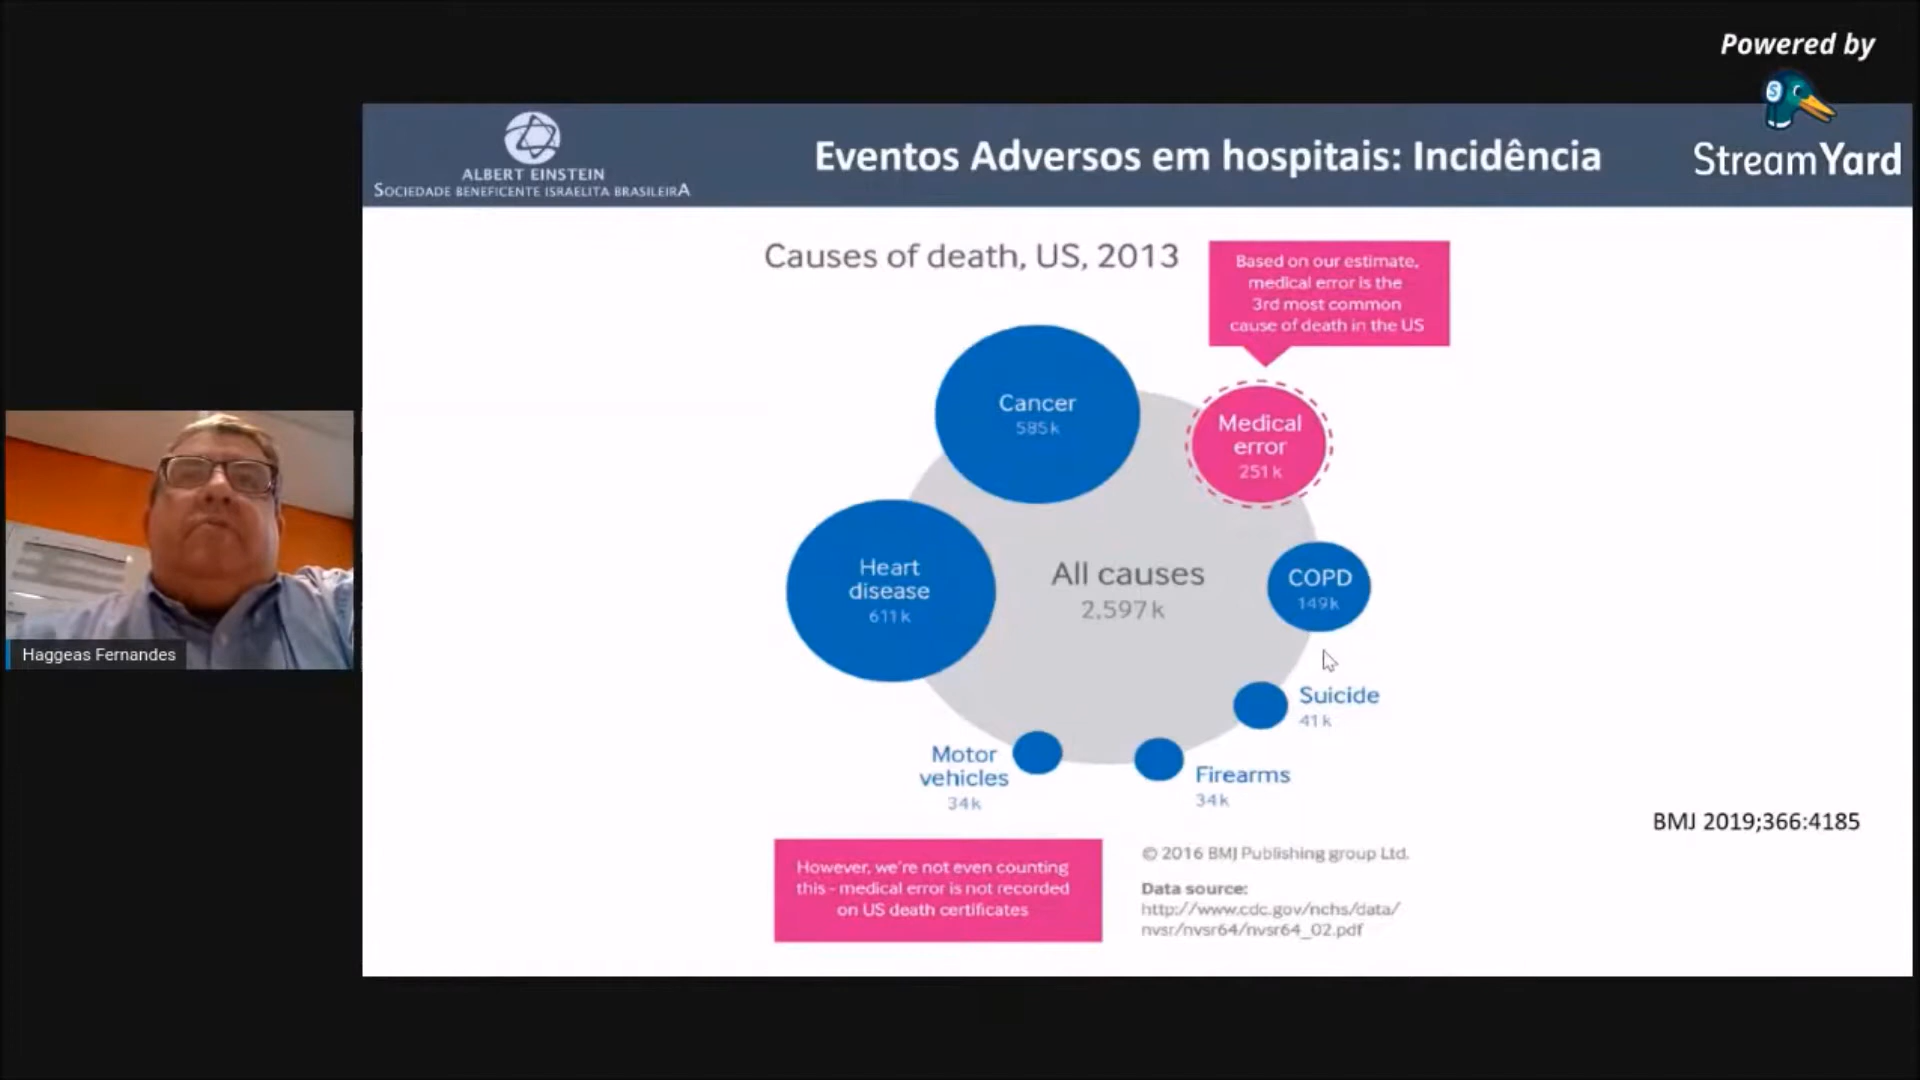 Powered by
StreamYard
ALBERT EINSTEIN
SOCIEDADE BENEFICENTE ISRAELITA BRASILEIRA
Eventos Adversos em hospitais: Incidência
Causes of death, US, 2013
Based on our estimate,
medical error is the
3rd most common
cause of death in the US
Cancer
585k
Medical
error
251k
Heart
disease
611k
All causes
2,597k
COPD
149k
Suicide
41k
Motor
vehicles
34k
Firearms
34k
However, we're not even counting
this - medical error is not recorded
on US death certificates
© 2016 BMJ Publishing group Ltd.
Data source:
http://www.cdc.gov/nchs/data/
nvsr/nvsr64/nvsr64_02.pdf
BMJ 2019;366:4185
Haggeas Fernandes